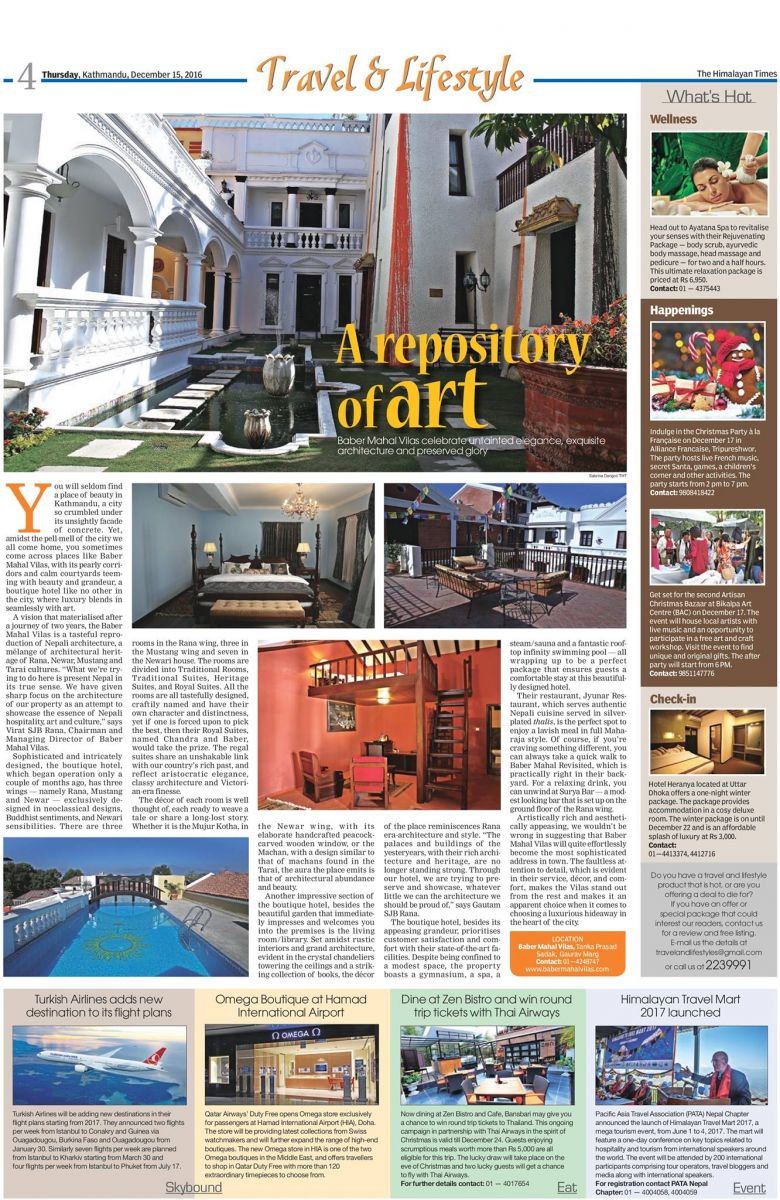 4
Thursday, Kathmandu, December 15, 2016
Travel & Lifestyle
The Himalayan Times
A repository
of art
Baber Mahal Vilas celebrate untainted elegance, exquisite
architecture and preserved glory
Sabrina Dangol/ THT
You will seldom find
a place of beauty in
Kathmandu, a city
so crumbled under
its unsightly facade
of concrete. Yet,
amidst the pell-mell of the city we
all come home, you sometimes
come across places like Baber
Mahal Vilas, with its pearly corri-
dors and calm courtyards teem-
ing with beauty and grandeur, a
boutique hotel like no other in
the city, where luxury blends in
seamlessly with art.
A vision that materialised after
a journey of two years, the Baber
Mahal Vilas is a tasteful repro-
duction of Nepali architecture, a
mélange of architectural herit-
age of Rana, Newar, Mustang and
Tarai cultures. “What we’re try-
ing to do here is present Nepal in
its true sense. We have given
sharp focus on the architecture
of our property as an attempt to
showcase the essence of Nepali
hospitality, art and culture,” says
Virat SJB Rana, Chairman and
Managing Director of Baber
Mahal Vilas.
Sophisticated and intricately
designed, the boutique hotel,
which began operation only a
couple of months ago, has three
wings — namely Rana, Mustang
and Newar — exclusively de-
signed in neoclassical designs,
Buddhist sentiments, and Newari
sensibilities. There are three
rooms in the Rana wing, three in
the Mustang wing and seven in
the Newari house. The rooms are
divided into Traditional Rooms,
Traditional Suites, Heritage
Suites, and Royal Suites. All the
rooms are all tastefully designed,
craftily named and have their
own character and distinctness,
yet if one is forced upon to pick
the best, then their Royal Suites,
named Chandra and Baber,
would take the prize. The regal
suites share an unshakable link
with our country’s rich past, and
reflect aristocratic elegance,
classy architecture and Victori-
an-era finesse.
The décor of each room is well
thought of, each ready to weave a
tale or share a long-lost story.
Whether it is the Mujur Kotha, in
the Newar wing, with its
elaborate handcrafted peacock-
carved wooden window, or the
Machan, with a design similar to
that of machans found in the
Tarai, the aura the place emits is
that of architectural abundance
and beauty.
Another impressive section of
the boutique hotel, besides the
beautiful garden that immediate-
ly impresses and welcomes you
into the premises is the living
room/library. Set amidst rustic
interiors and grand architecture,
evident in the crystal chandeliers
towering the ceilings and a strik-
ing collection of books, the décor
of the place reminiscences Rana
era-architecture and style. “The
palaces and buildings of the
yesteryears, with their rich archi-
tecture and heritage, are no
longer standing strong. Through
our hotel, we are trying to pre-
serve and showcase, whatever
little we can the architecture we
should be proud of,” says Gautam
SJB Rana.
The boutique hotel, besides its
appeasing grandeur, prioritises
customer satisfaction and com-
fort with their state-of-the-art fa-
cilities. Despite being confined to
a modest space, the property
boasts a gymnasium, a spa, a
steam/sauna and a fantastic roof-
top infinity swimming pool — all
wrapping up to be a perfect
package that ensures guests a
comfortable stay at this beautiful-
ly designed hotel.
Their restaurant, Jyunar Res-
taurant, which serves authentic
Nepali cuisine served in silver-
plated thalis, is the perfect spot to
enjoy a lavish meal in full Maha-
raja style. Of course, if you’re
craving something different, you
can always take a quick walk to
Baber Mahal Revisited, which is
practically right in their back-
yard. For a relaxing drink, you
can unwind at Surya Bar — a mod-
est looking bar that is set up on the
ground floor of the Rana wing.
Artistically rich and aestheti-
cally appeasing, we wouldn’t be
wrong in suggesting that Baber
Mahal Vilas will quite effortlessly
become the most sophisticated
address in town. The faultless at-
tention to detail, which is evident
in their service, décor, and com-
fort, makes the Vilas stand out
from the rest and makes it an
apparent choice when it comes to
choosing a luxurious hideaway in
the heart of the city.
LOCATION
Baber Mahal Vilas, Tanka Prasad
Sadak, Gaurav Marg
Contact: 01—4248747
www.babermahalvilas.com
What's Hot
Wellness
Head out to Ayatana Spa to revitalise
your senses with their Rejuvenating
Package — body scrub, ayurvedic
body massage, head massage and
pedicure — for two and a half hours.
This ultimate relaxation package is
priced at Rs 6,950.
Contact: 01 — 4375443
Happenings
Indulge in the Christmas Party à la
Française on December 17 in
Alliance Francaise, Tripureshwor.
The party hosts live French music,
secret Santa, games, a children's
corner and other activities. The
party starts from 2 pm to 7 pm.
Contact: 9808418422
Get set for the second Artisan
Christmas Bazaar at Bikalpa Art
Centre (BAC) on December 17. The
event will house local artists with
live music and an opportunity to
participate in a free art and craft
workshop. Visit the event to find
unique and original gifts. The after
party will start from 6 PM.
Contact: 9851147776
Check-in
Hotel Heranya located at Uttar
Dhoka offers a one-night winter
package. The package provides
accommodation in a cosy deluxe
room. The winter package is on until
December 22 and is an affordable
splash of luxury at Rs 3,000.
Contact:
01—4413374, 4412716
Do you have a travel and lifestyle
product that is hot, or are you
offering a deal to die for?
If you have an offer or
special package that could
interest our readers, contact us
for a review and free listing.
E-mail us the details at
travelandlifestyles@gmail.com
or call us at 2239991
Turkish Airlines adds new
destination to its flight plans
TURKISH AIRLINES
Turkish Airlines will be adding new destinations in their
flight plans starting from 2017. They announced two flights
per week from Istanbul to Conakry and Guinea via
Ouagadougou, Burkina Faso and Ouagadougou from
January 30. Similarly seven flights per week are planned
from Istanbul to Kharkiv starting from March 30 and
four flights per week from Istanbul to Phuket from July 17.
Skybound
Omega Boutique at Hamad
International Airport
Ω OMEGA
Qatar Airways’ Duty Free opens Omega store exclusively
for passengers at Hamad International Airport (HIA), Doha.
The store will be providing latest collections from Swiss
watchmakers and will further expand the range of high-end
boutiques. The new Omega store in HIA is one of the two
Omega boutiques in the Middle East, and offers travellers
to shop in Qatar Duty Free with more than 120
extraordinary timepieces to choose from.
Dine at Zen Bistro and win round
trip tickets with Thai Airways
Now dining at Zen Bistro and Cafe, Bansbari may give you
a chance to win round trip tickets to Thailand. This ongoing
campaign in partnership with Thai Airways in the spirit of
Christmas is valid till December 24. Guests enjoying
scrumptious meals worth more than Rs 5,000 are all
eligible for this trip. The lucky draw will take place on the
eve of Christmas and two lucky guests will get a chance
to fly with Thai Airways.
For further details contact: 01 — 4017654
Eat
Himalayan Travel Mart
2017 launched
Pacific Asia Travel Association (PATA) Nepal Chapter
announced the launch of Himalayan Travel Mart 2017, a
mega tourism event, from June 1 to 4, 2017. The mart will
feature a one-day conference on key topics related to
hospitality and tourism from international speakers around
the world. The event will be attended by 200 international
participants comprising tour operators, travel bloggers and
media along with international speakers.
For registration contact PATA Nepal
Chapter: 01 — 4034058, 4034059
Event